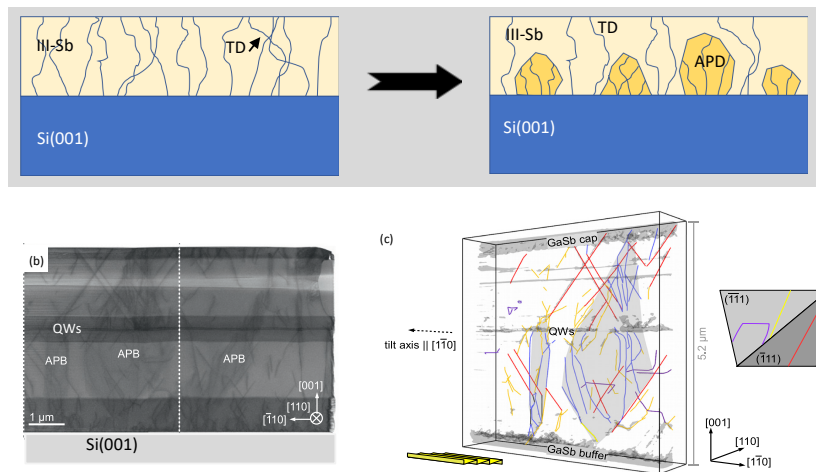 III-Sb
TD
Si(001)
III-Sb
TD
APD
Si(001)
(b)
QWs
APB
APB
APB
1 µm
[001]
[110]
[1̅10]
Si(001)
(c)
GaSb cap
QWs
tilt axis || [11̅0]
GaSb buffer
5.2 µm
(1̅1̅1)
(1̅11)
[001]
[110]
[11̅0]